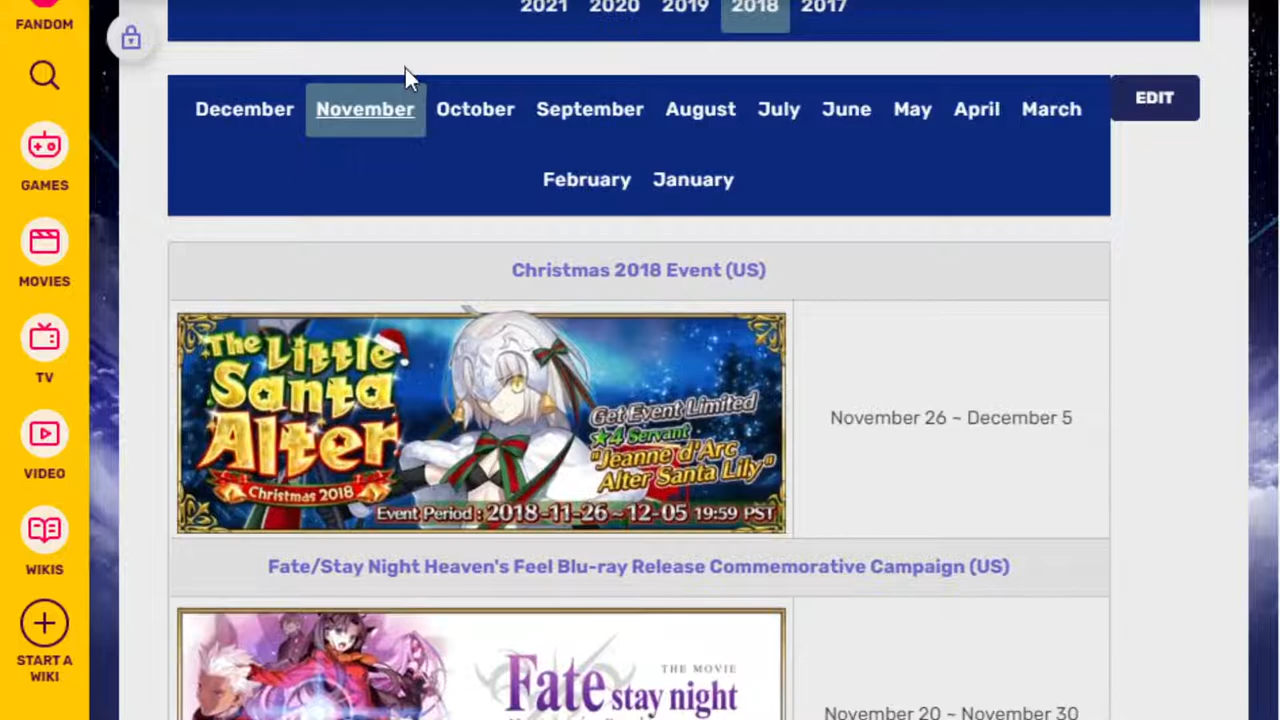 FANDOM
GAMES
MOVIES
TV
VIDEO
WIKIS
START A
WIKI
2021 2020 2019 2018 2017
December November October September August July June May April March
February January
EDIT
Christmas 2018 Event (US)
The Little
Santa
Alter
Christmas 2018
Get Event Limited
★4 Servant
"Jeanne d'Arc
Alter Santa Lily"
Event Period : 2018-11-26 ~ 12-05 19:59 PST
November 26 ~ December 5
Fate/Stay Night Heaven's Feel Blu-ray Release Commemorative Campaign (US)
THE MOVIE
Fate stay night
November 20 ~ November 30